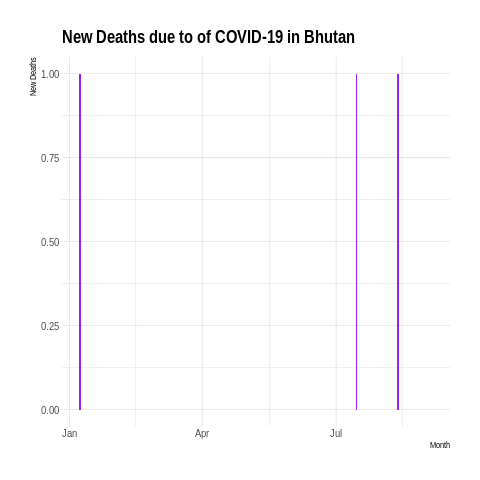 New Deaths due to of COVID-19 in Bhutan
New Deaths
1.00
0.75
0.50
0.25
0.00
Jan Apr Jul
Month